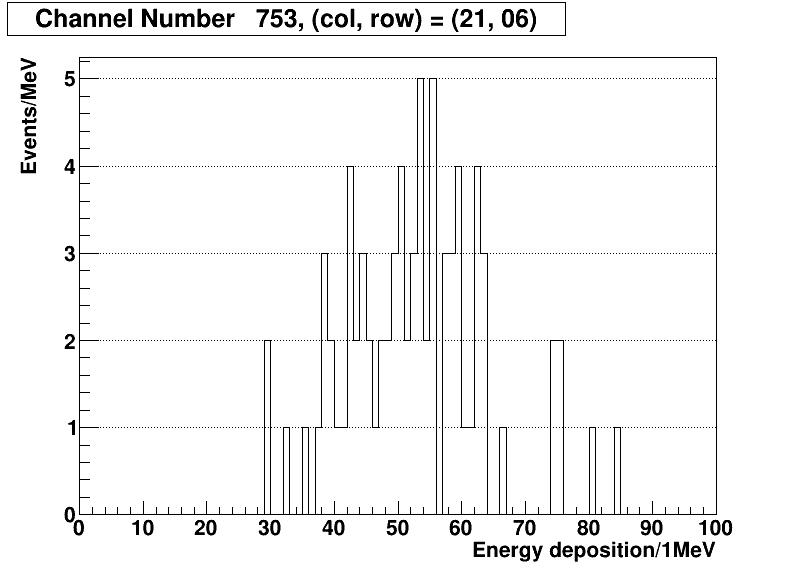 Channel Number 753, (col, row) = (21, 06)
Events/MeV
5
4
3
2
1
0
0 10 20 30 40 50 60 70 80 90 100
Energy deposition/1MeV